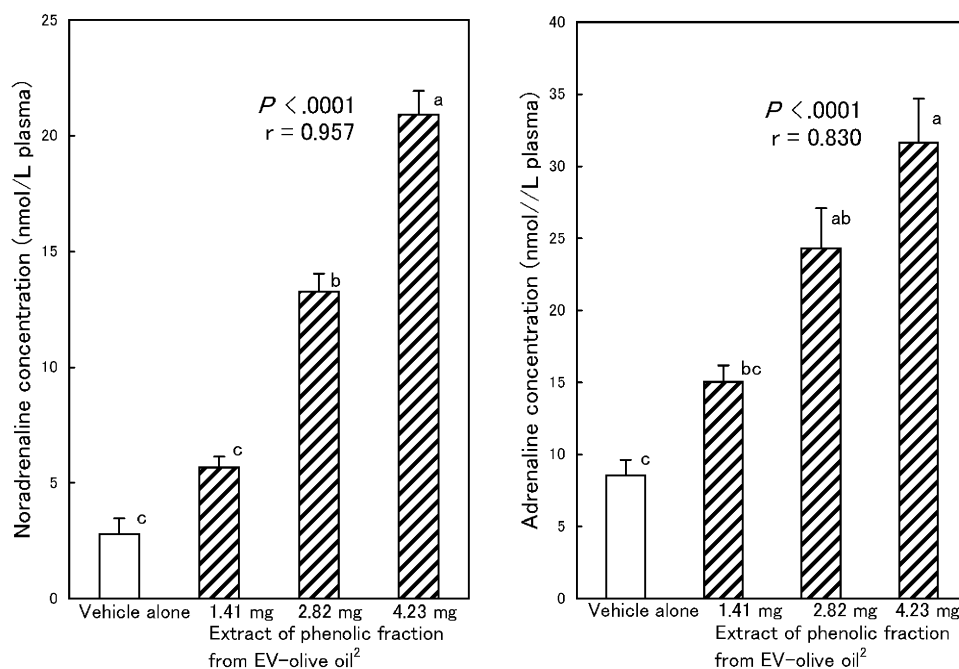 Noradrenaline concentration (nmol/L plasma)
25
20
15
10
5
0
P <.0001
r = 0.957
a
b
c
c
Vehicle alone 1.41 mg 2.82 mg 4.23 mg
Extract of phenolic fraction
from EV-olive oil2
Adrenaline concentration (nmol//L plasma)
40
35
30
25
20
15
10
5
0
P <.0001
r = 0.830
a
ab
bc
c
Vehicle alone 1.41 mg 2.82 mg 4.23 mg
Extract of phenolic fraction
from EV-olive oil2